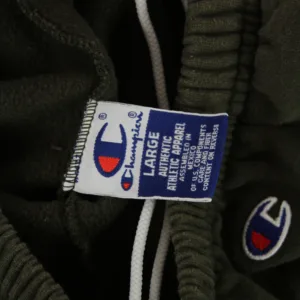 Champion
LARGE
AUTHENTIC
ATHLETIC APPAREL
ASSEMBLED IN
MEXICO
OF U.S. COMPONENTS
CARE AND FIBER
CONTENT ON REVERSE